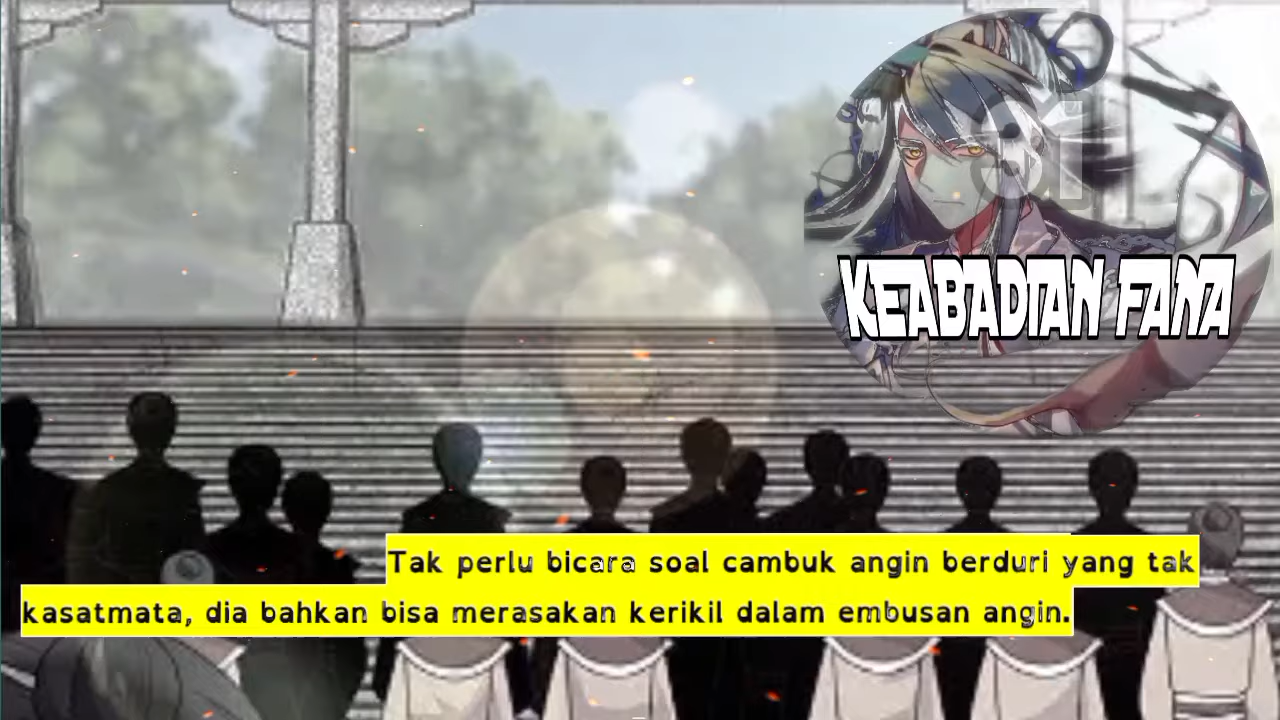 KEABADIAN FANA
Tak perlu bicara soal cambuk angin berduri yang tak
kasatmata, dia bahkan bisa merasakan kerikil dalam embusan angin.